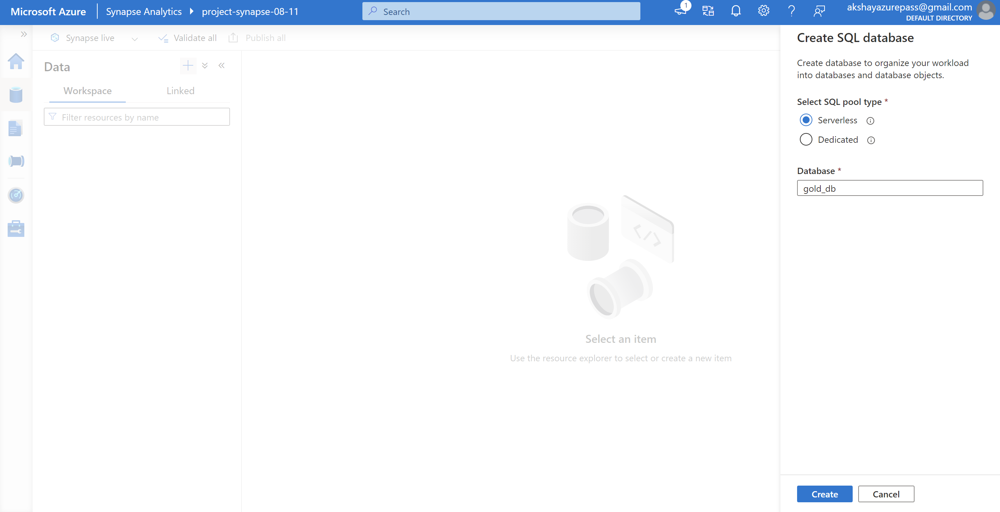 Microsoft Azure
Synapse Analytics
project-synapse-08-11
Search
1
akshayazurepass@gmail.com
DEFAULT DIRECTORY
Synapse live
Validate all
Publish all
Data
Workspace
Linked
Filter resources by name
</>
Select an item
Use the resource explorer to select or create a new item
Create SQL database
Create database to organize your workload
into databases and database objects.
Select SQL pool type *
Serverless
Dedicated
Database *
gold_db
Create
Cancel